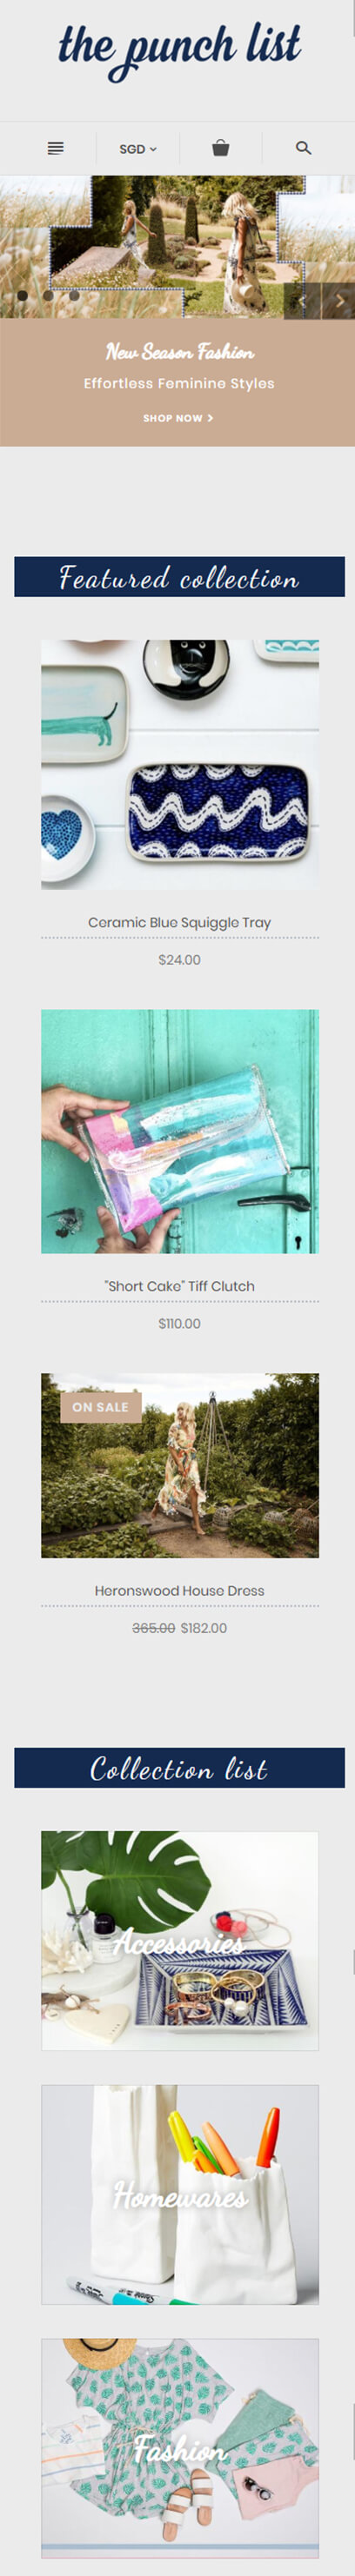 the punch list
SGD
New Season Fashion
Effortless Feminine Styles
SHOP NOW >
Featured collection
Ceramic Blue Squiggle Tray
$24.00
"Short Cake" Tiff Clutch
$110.00
ON SALE
Heronswood House Dress
365.00 $182.00
Collection list
Accessories
Homewares
Fashion